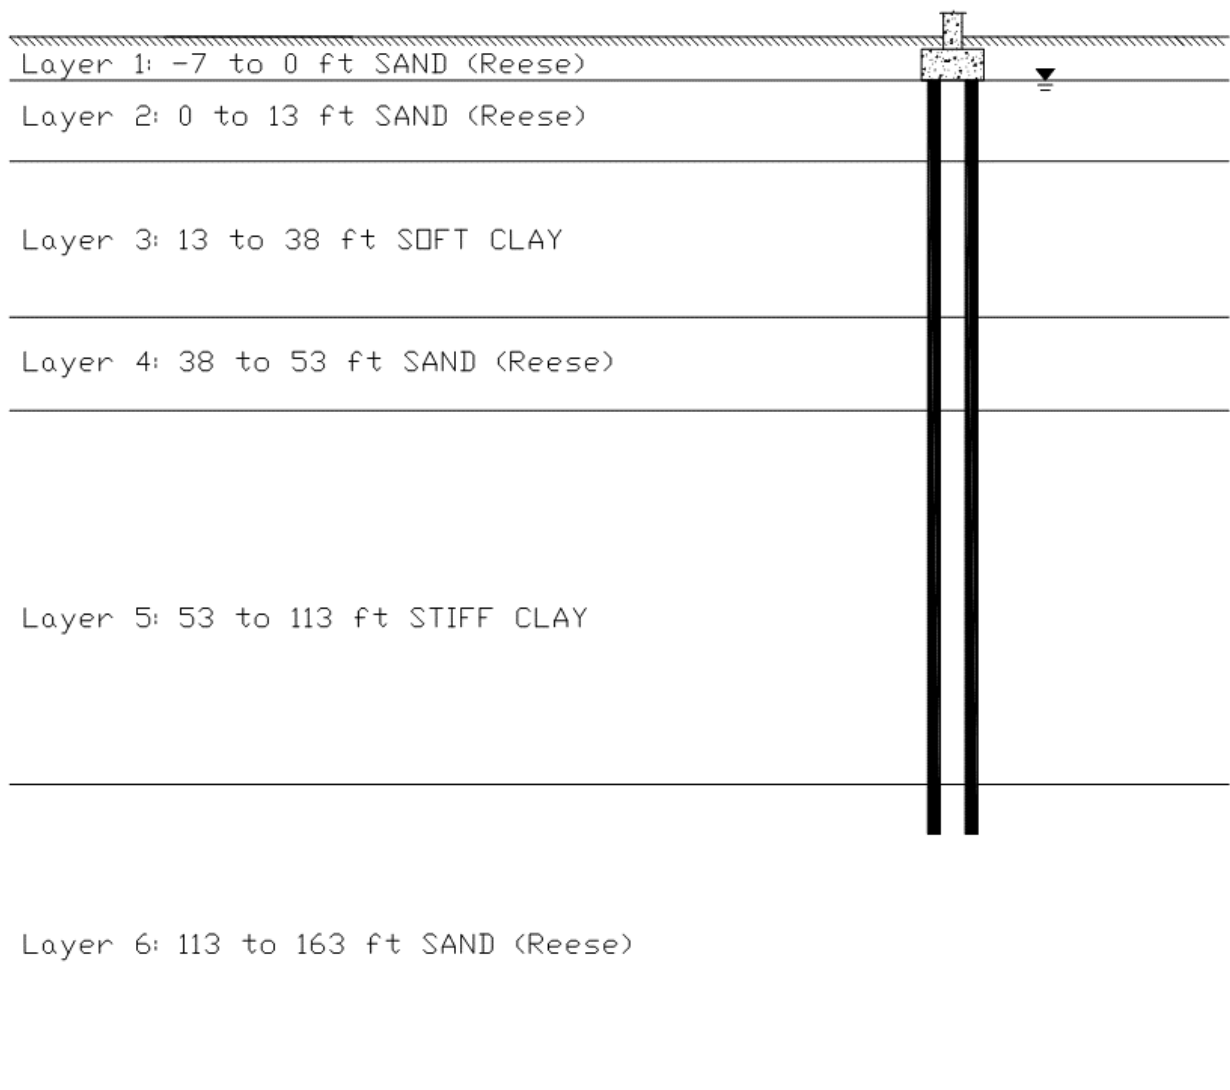 Layer 1: -7 to 0 ft SAND (Reese)
Layer 2: 0 to 13 ft SAND (Reese)
Layer 3: 13 to 38 ft SOFT CLAY
Layer 4: 38 to 53 ft SAND (Reese)
Layer 5: 53 to 113 ft STIFF CLAY
Layer 6: 113 to 163 ft SAND (Reese)